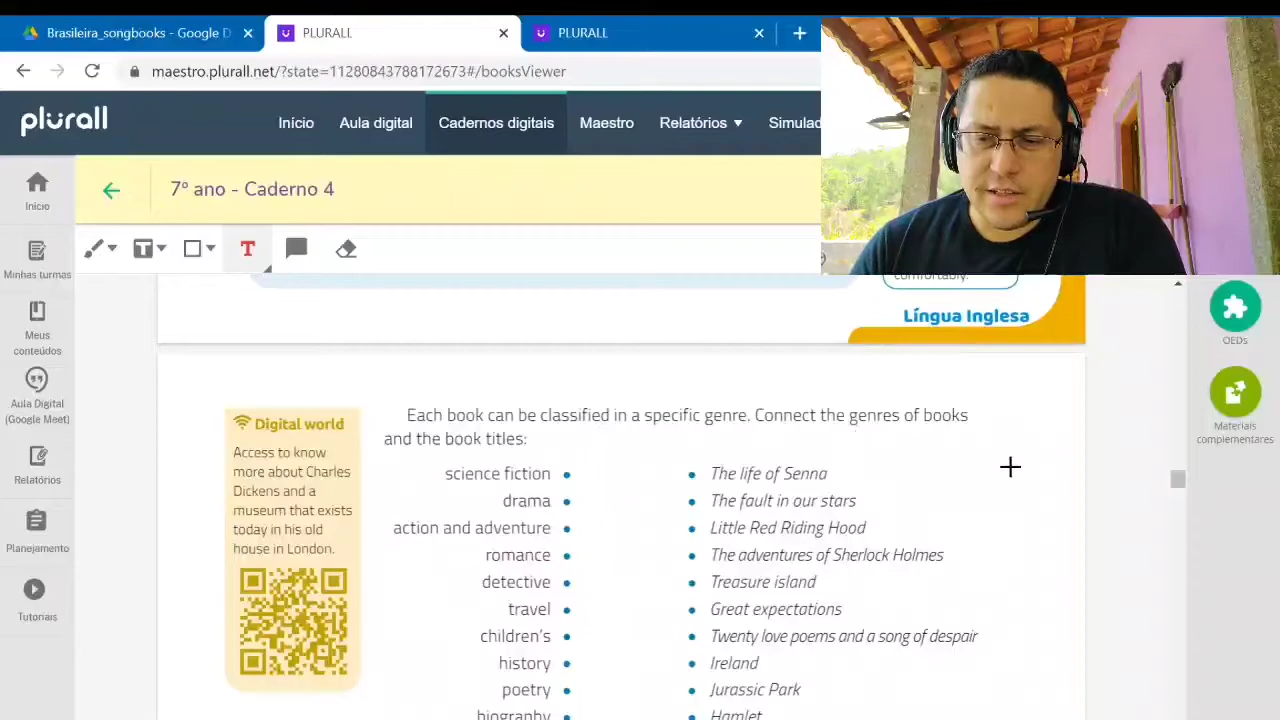 Brasileira_songbooks - Google D
PLURALL
PLURALL
maestro.plurall.net/?state=11280843788172673#/booksViewer
plurall
Início
Aula digital
Cadernos digitais
Maestro
Relatórios
Simulad
Início
7º ano - Caderno 4
T
T
Minhas turmas
comfortably.
Língua Inglesa
OEDs
Meus
conteúdos
Aula Digital
(Google Meet)
Materiais
complementares
Relatórios
Planejamento
Tutoriais
Digital world
Access to know
more about Charles
Dickens and a
museum that exists
today in his old
house in London.
Each book can be classified in a specific genre. Connect the genres of books
and the book titles:
science fiction • • The life of Senna
drama • • The fault in our stars
action and adventure • • Little Red Riding Hood
romance • • The adventures of Sherlock Holmes
detective • • Treasure island
travel • • Great expectations
children's • • Twenty love poems and a song of despair
history • • Ireland
poetry • • Jurassic Park
biography • • Hamlet